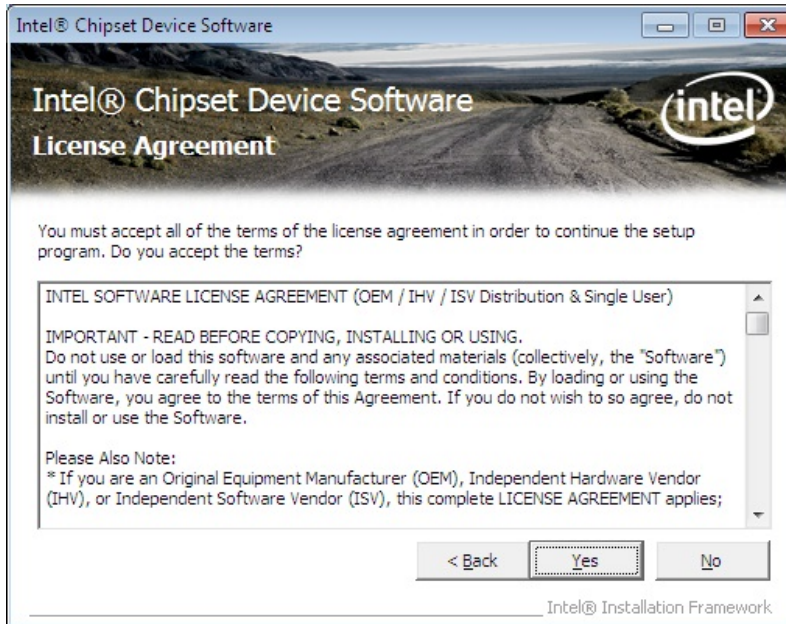 Intel® Chipset Device Software
Intel® Chipset Device Software
intel
License Agreement
You must accept all of the terms of the license agreement in order to continue the setup
program. Do you accept the terms?
INTEL SOFTWARE LICENSE AGREEMENT (OEM / IHV / ISV Distribution & Single User)
IMPORTANT - READ BEFORE COPYING, INSTALLING OR USING.
Do not use or load this software and any associated materials (collectively, the "Software")
until you have carefully read the following terms and conditions. By loading or using the
Software, you agree to the terms of this Agreement. If you do not wish to so agree, do not
install or use the Software.
Please Also Note:
* If you are an Original Equipment Manufacturer (OEM), Independent Hardware Vendor
(IHV), or Independent Software Vendor (ISV), this complete LICENSE AGREEMENT applies;
< Back Yes No
Intel® Installation Framework